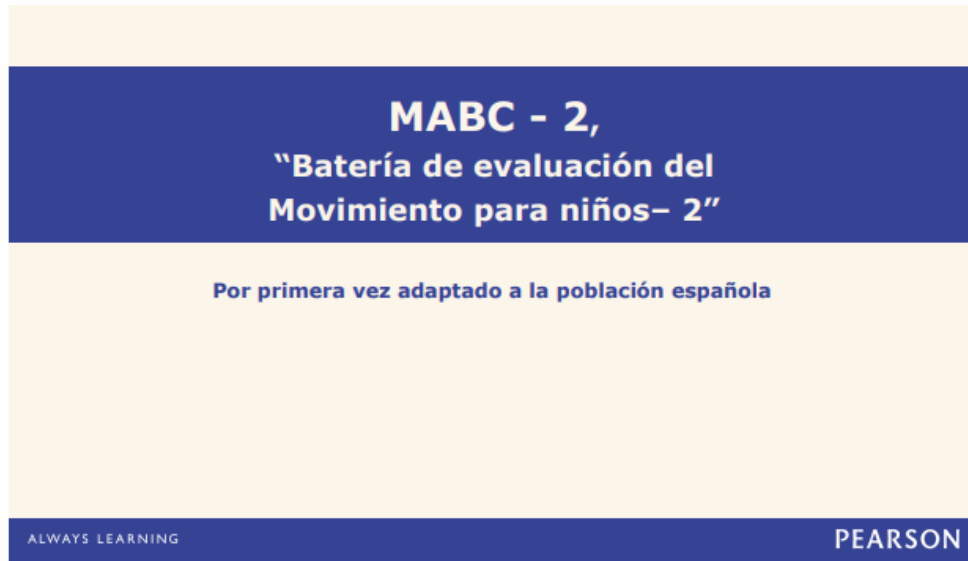 MABC - 2,
“Batería de evaluación del
Movimiento para niños– 2”
Por primera vez adaptado a la población española
ALWAYS LEARNING
PEARSON